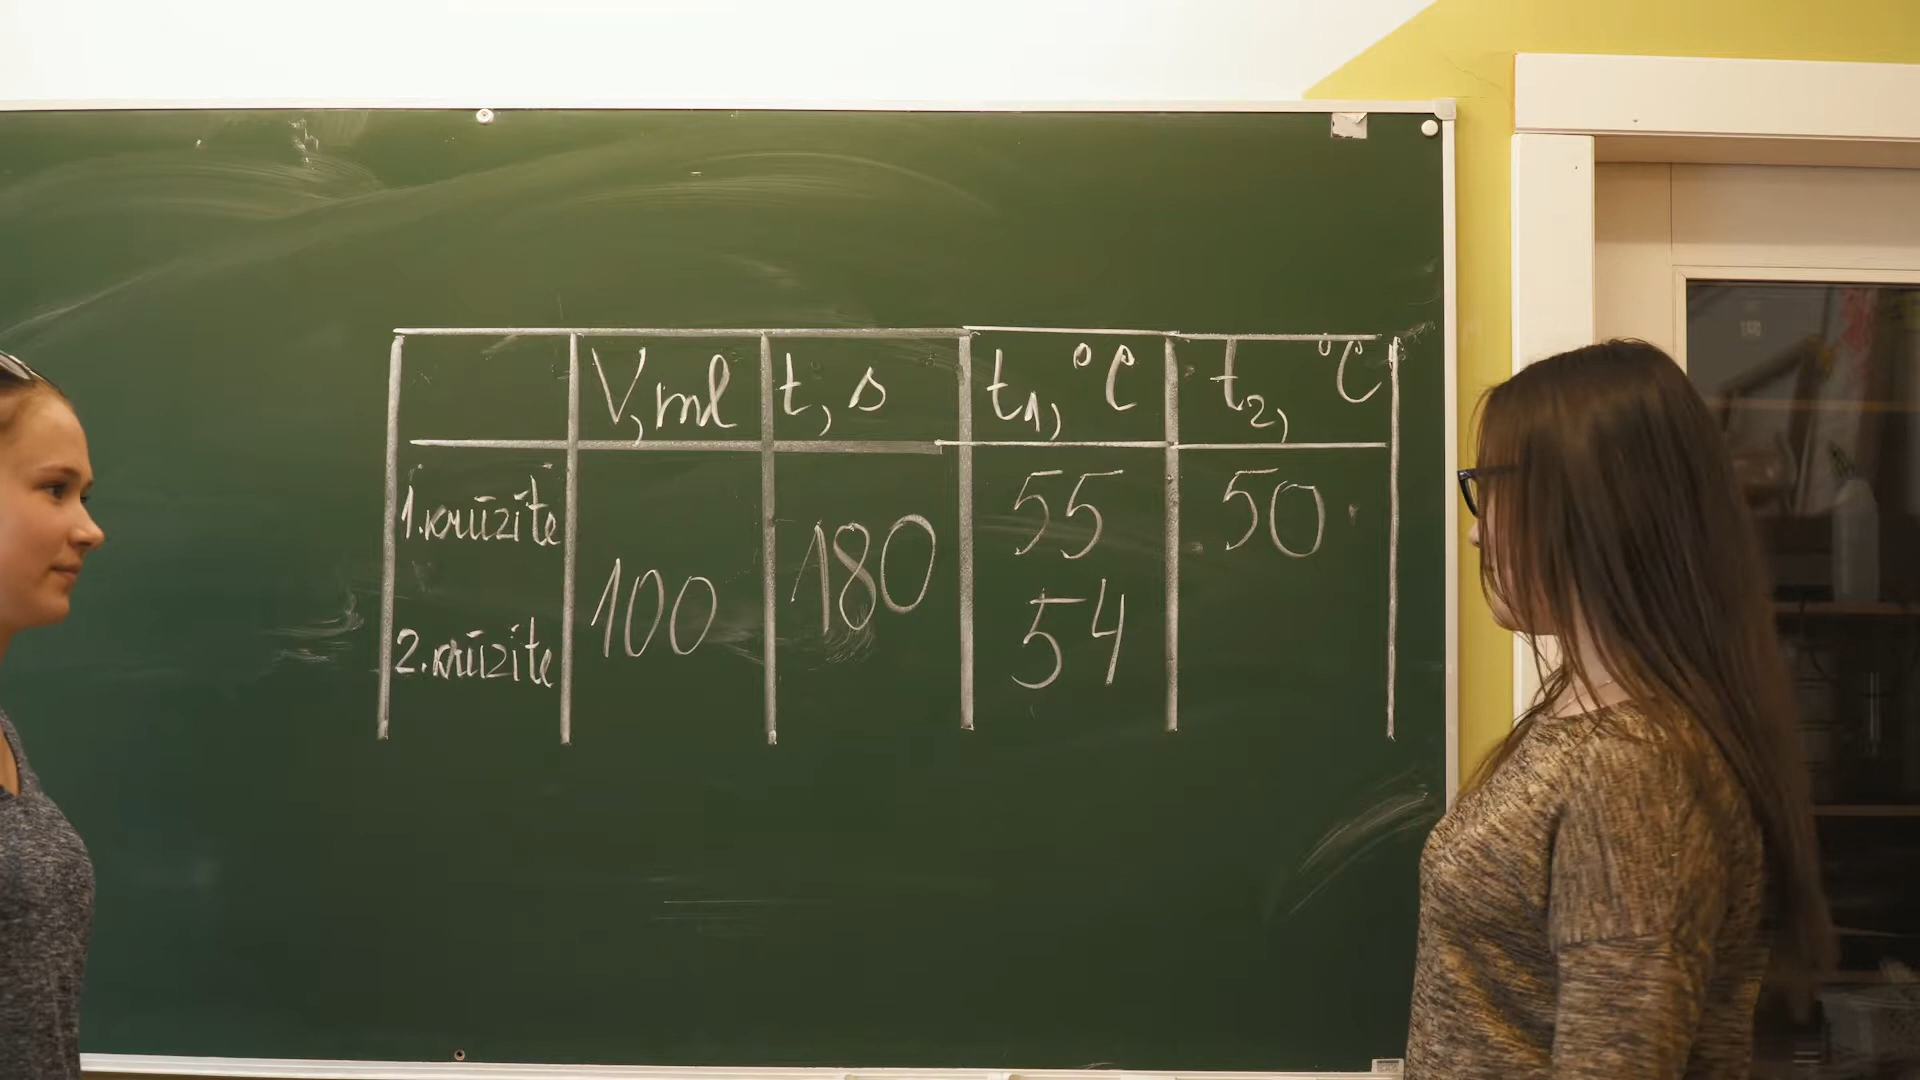 V, ml t, s t₁, °C t₂, °C
1. krūzīte 55 50
100 180
2. krūzīte 54